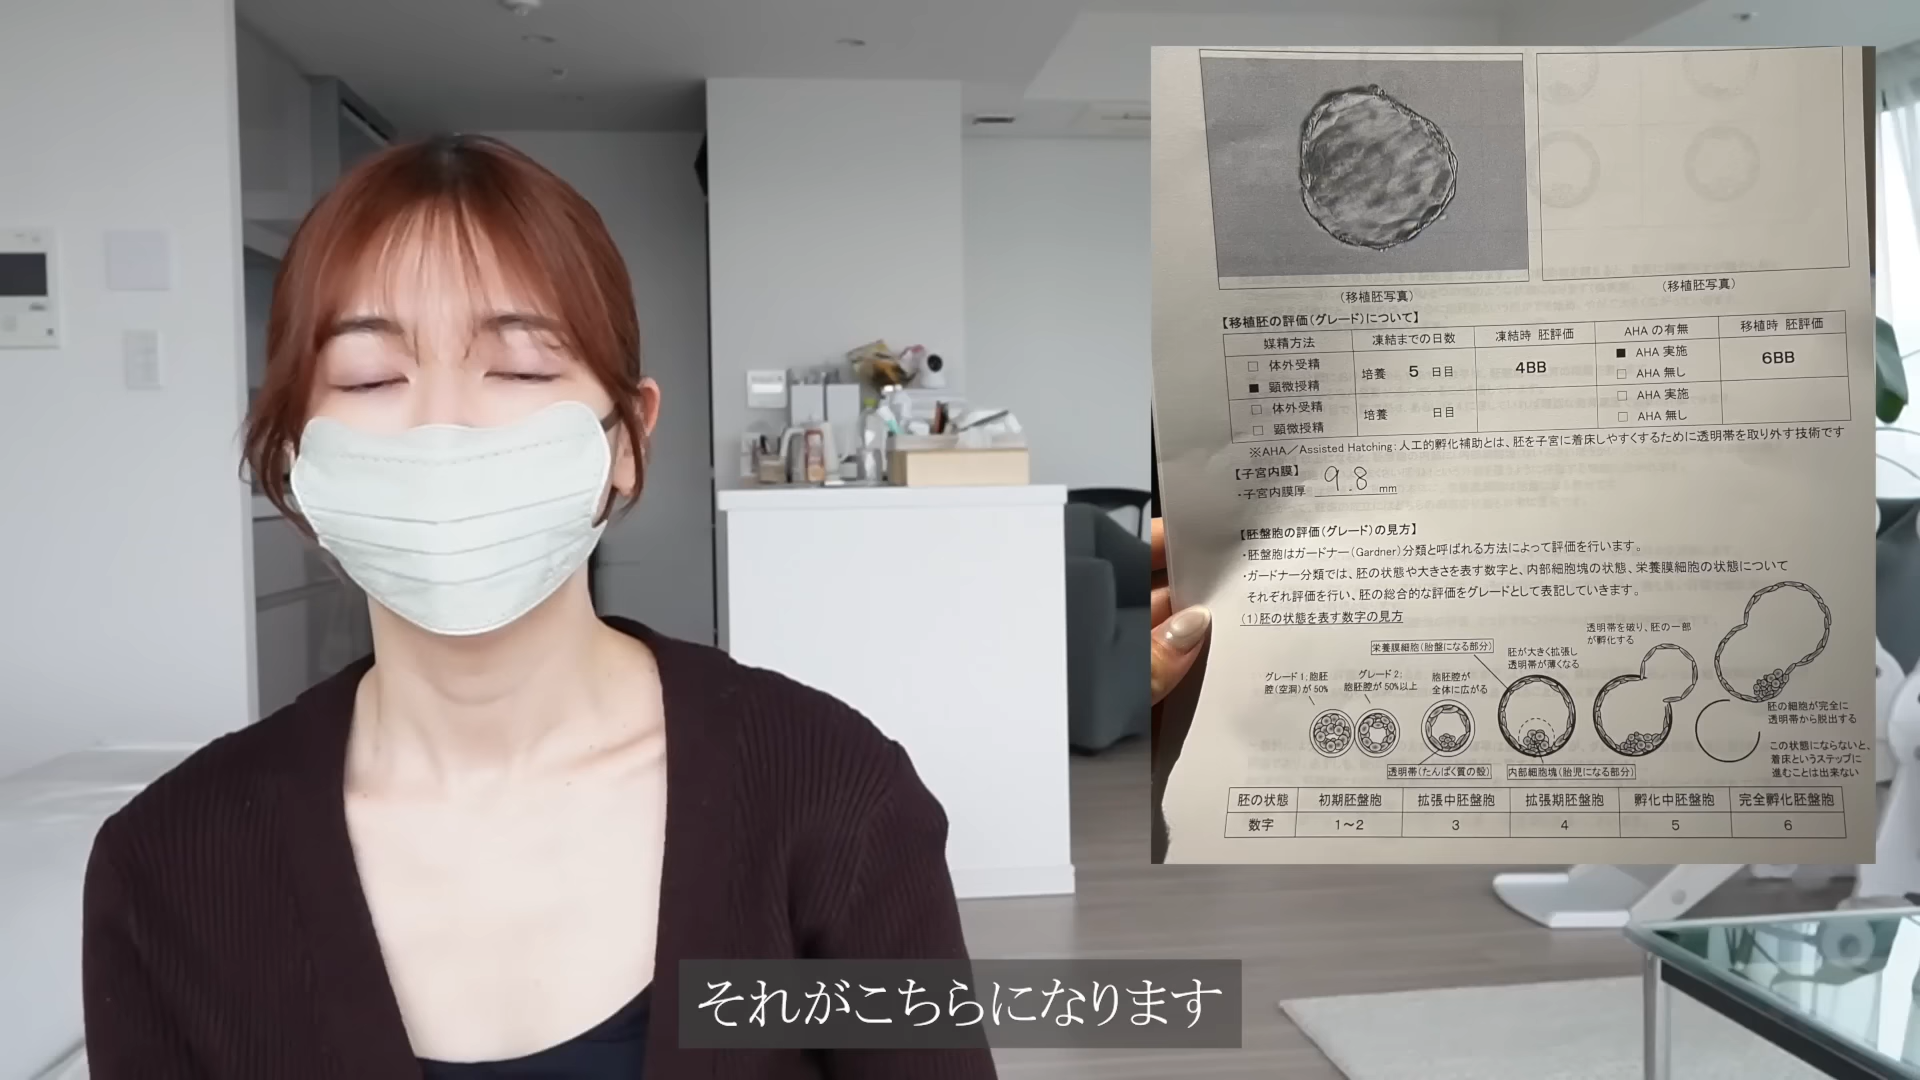 (移植胚写真)
(移植胚写真)
【移植胚の評価(グレード)について】
媒精方法 凍結までの日数 凍結時 胚評価 AHA の有無 移植時 胚評価
□ 体外受精
■ 顕微授精
培養 5 日目
4BB
■ AHA 実施
□ AHA 無し
6BB
□ 体外受精
□ 顕微授精
培養 日目
□ AHA 実施
□ AHA 無し
※AHA/Assisted Hatching:人工的孵化補助とは、胚を子宮に着床しやすくするために透明帯を取り外す技術です
【子宮内膜】
・子宮内膜厚 9.8 mm
【胚盤胞の評価(グレード)の見方】
・胚盤胞はガードナー(Gardner)分類と呼ばれる方法によって評価を行います。
・ガードナー分類では、胚の状態や大きさを表す数字と、内部細胞塊の状態、栄養膜細胞の状態について
それぞれ評価を行い、胚の総合的な評価をグレードとして表記していきます。
(1)胚の状態を表す数字の見方
栄養膜細胞(胎盤になる部分)
グレード1;胞胚
腔(空洞)が50%
グレード2;
胞胚腔が50%以上
胞胚腔が
全体に広がる
胚が大きく拡張し
透明帯が薄くなる
透明帯を破り、胚の一部
が孵化する
胚の細胞が完全に
透明帯から脱出する
この状態にならないと、
着床というステップに
進むことは出来ない
透明帯(たんぱく質の殻)
内部細胞塊(胎児になる部分)
胚の状態 初期胚盤胞 拡張中胚盤胞 拡張期胚盤胞 孵化中胚盤胞 完全孵化胚盤胞
数字 1～2 3 4 5 6
それがこちらになります